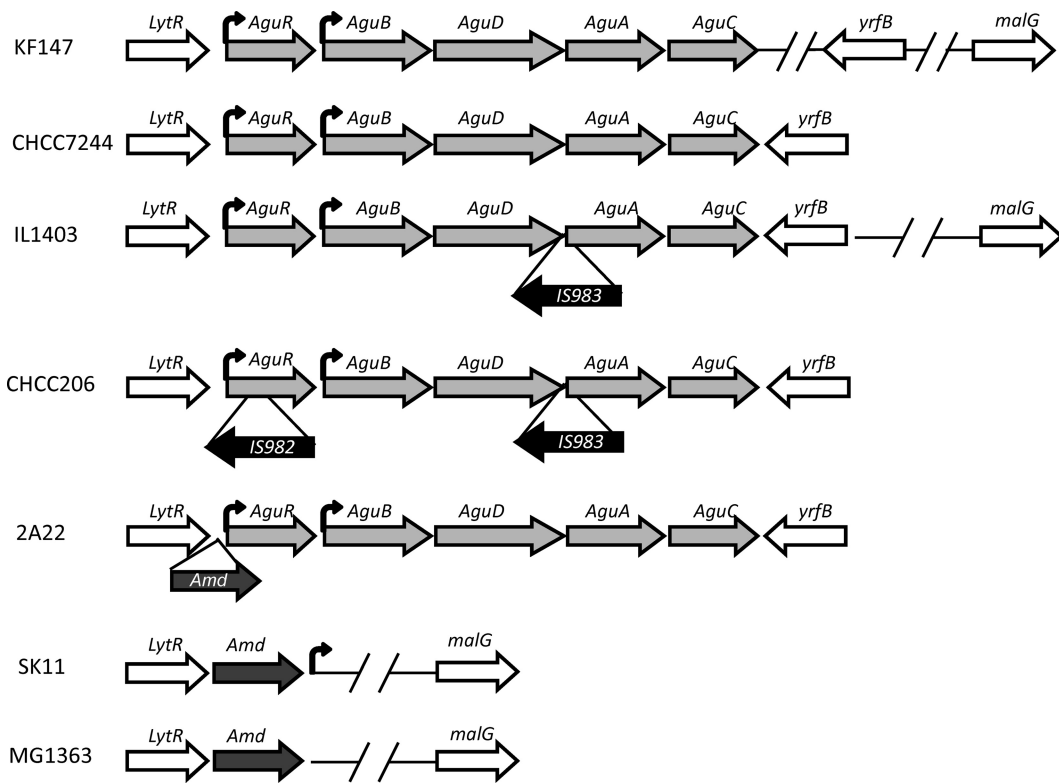 LytR AguR AguB AguD AguA AguC yrfB malG
KF147
LytR AguR AguB AguD AguA AguC yrfB
CHCC7244
LytR AguR AguB AguD AguA AguC yrfB malG
IL1403
IS983
LytR AguR AguB AguD AguA AguC yrfB
CHCC206
IS982 IS983
LytR AguR AguB AguD AguA AguC yrfB
2A22
Amd
LytR Amd malG
SK11
LytR Amd malG
MG1363